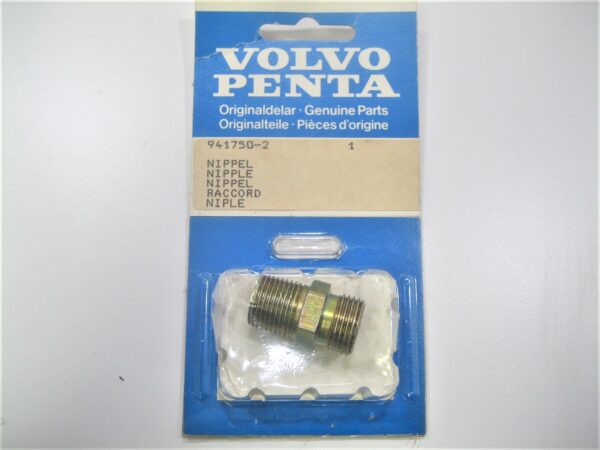 VOLVO
PENTA
Originaldelar · Genuine Parts
Originalteile · Pièces d'origine
941750-2 1
NIPPEL
NIPPLE
NIPPEL
RACCORD
NIPLE